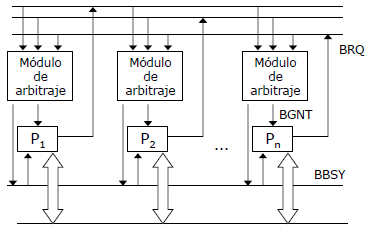 BRQ
Módulo de arbitraje
Módulo de arbitraje
Módulo de arbitraje
BGNT
P1
P2
...
Pn
BBSY